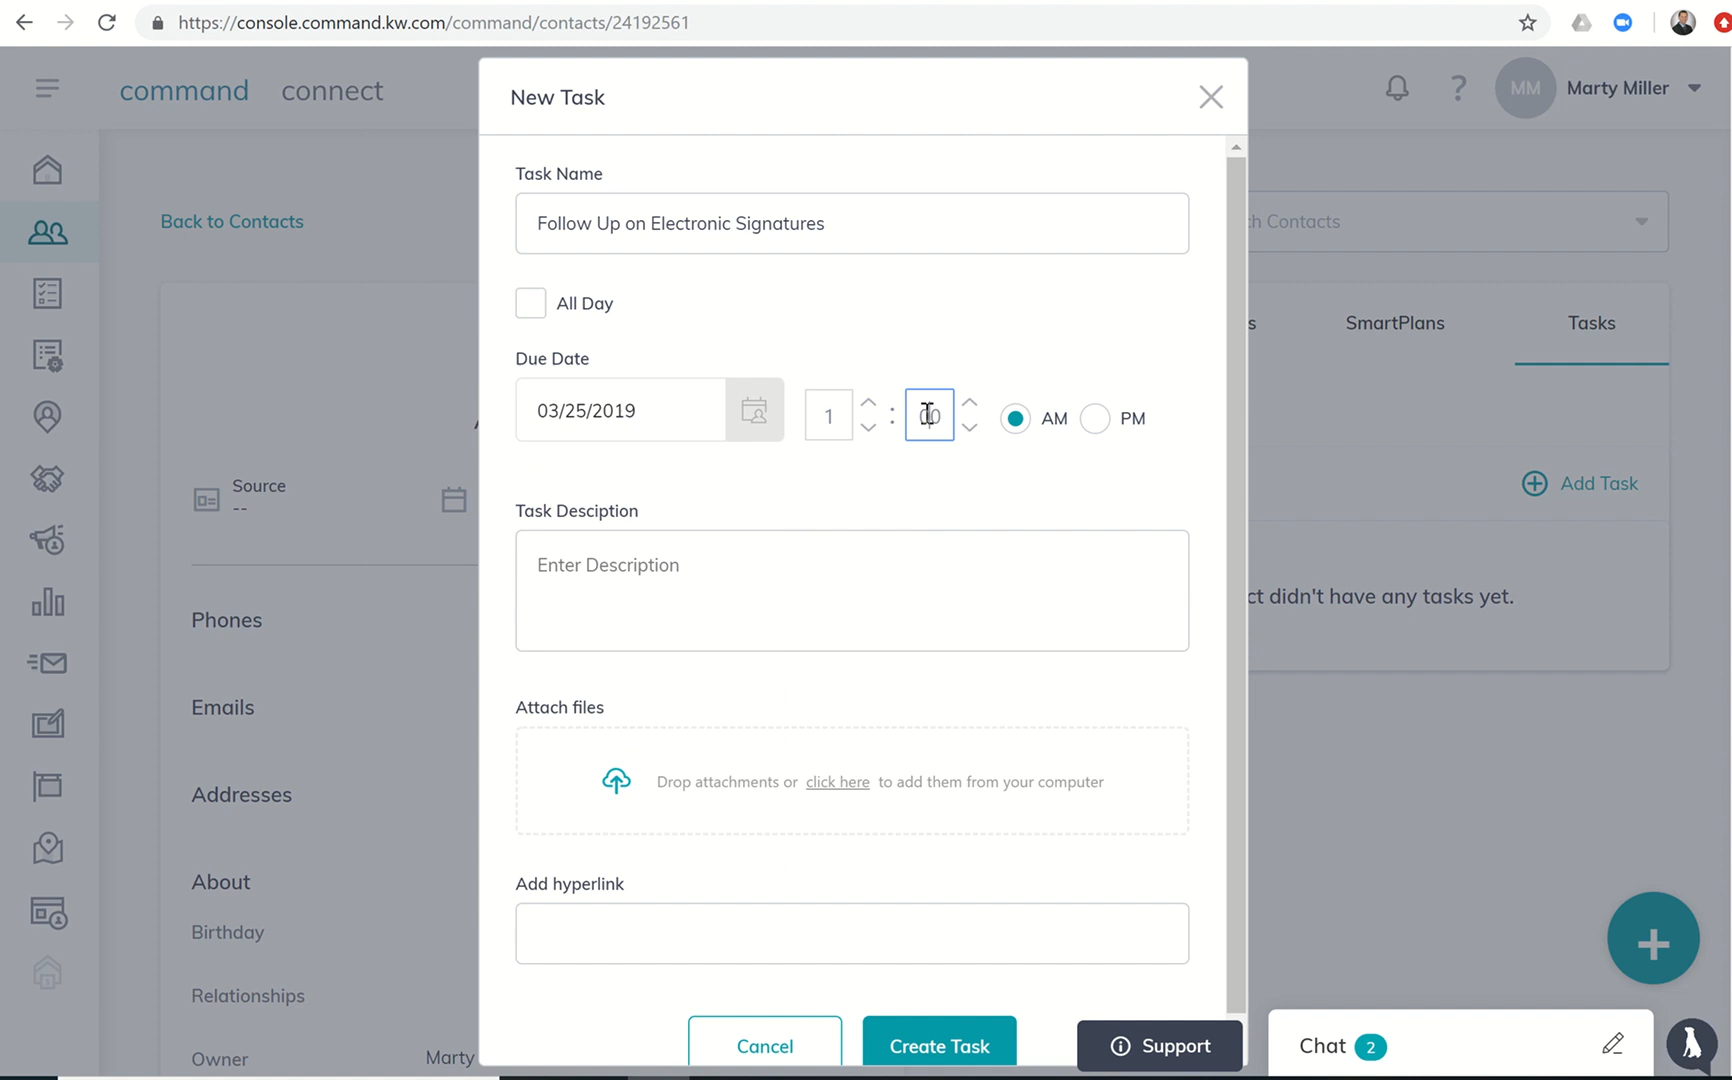 https://console.command.kw.com/command/contacts/24192561
command connect
MM Marty Miller
New Task
Task Name
Follow Up on Electronic Signatures
All Day
Due Date
03/25/2019 1 : 00 AM PM
Task Desciption
Enter Description
Attach files
Drop attachments or click here to add them from your computer
Add hyperlink
Cancel Create Task
Support
Chat 2
Back to Contacts
Contacts
SmartPlans Tasks
Source
--
Add Task
didn't have any tasks yet.
Phones
Emails
Addresses
About
Birthday
Relationships
Owner Marty